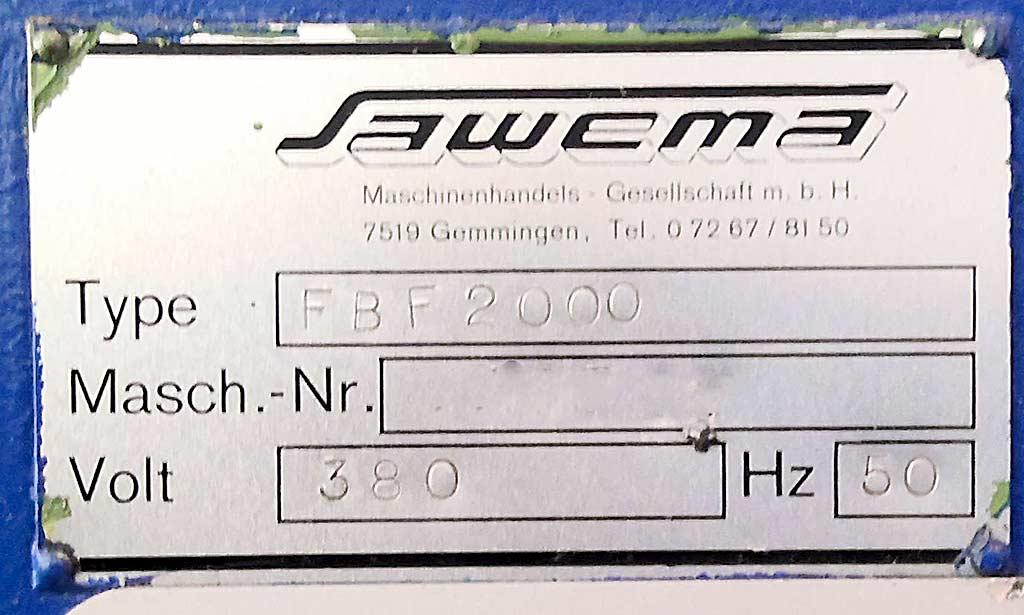 Sawema
Maschinenhandels - Gesellschaft m. b. H.
7519 Gemmingen, Tel. 0 72 67 / 81 50
Type FBF 2000
Masch.-Nr.
Volt 380 Hz 50